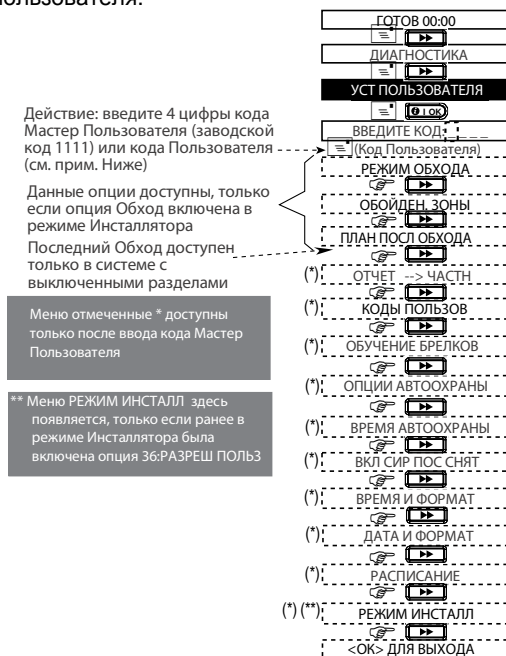 пользователя.
ГОТОВ 00:00
ДИАГНОСТИКА
УСТ ПОЛЬЗОВАТЕЛЯ
i OK
ВВЕДИТЕ КОД:_ _ _ _
(Код Пользователя)
Действие: введите 4 цифры кода
Мастер Пользователя (заводской
код 1111) или кода Пользователя
(см. прим. Ниже)
РЕЖИМ ОБХОДА
ОБОЙДЕН. ЗОНЫ
ПЛАН ПОСЛ ОБХОДА
Данные опции доступны, только
если опция Обход включена в
режиме Инсталлятора
Последний Обход доступен
только в системе с
выключенными разделами
(*) ОТЧЕТ --> ЧАСТН
(*) КОДЫ ПОЛЬЗОВ
(*) ОБУЧЕНИЕ БРЕЛКОВ
(*) ОПЦИИ АВТООХРАНЫ
(*) ВРЕМЯ АВТООХРАНЫ
(*) ВКЛ СИР ПОС СНЯТ
(*) ВРЕМЯ И ФОРМАТ
(*) ДАТА И ФОРМАТ
(*) РАСПИСАНИЕ
(*) (**) РЕЖИМ ИНСТАЛЛ
<OK> ДЛЯ ВЫХОДА
Меню отмеченные * доступны
только после ввода кода Мастер
Пользователя
** Меню РЕЖИМ ИНСТАЛЛ здесь
появляется, только если ранее в
режиме Инсталлятора была
включена опция 36:РАЗРЕШ ПОЛЬЗ